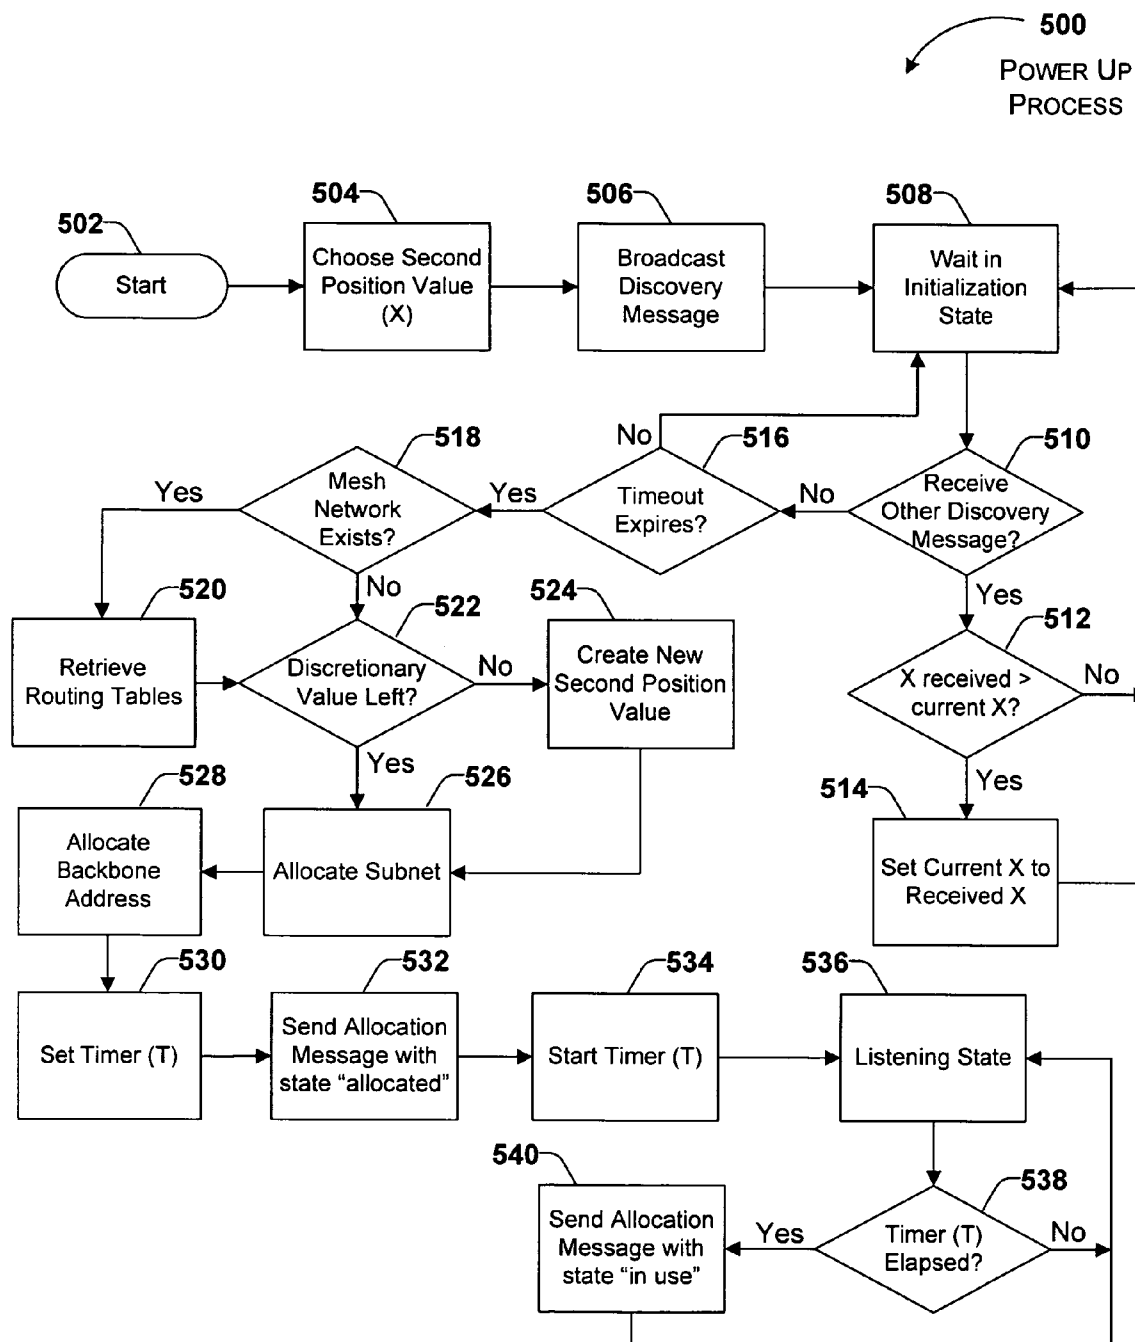 500
POWER UP
PROCESS
502
Start
504
Choose Second
Position Value
(X)
506
Broadcast
Discovery
Message
508
Wait in
Initialization
State
510
Receive
Other Discovery
Message?
No
Yes
516
Timeout
Expires?
No
Yes
518
Mesh
Network
Exists?
Yes
No
512
X received >
current X?
No
Yes
514
Set Current X to
Received X
520
Retrieve
Routing Tables
522
Discretionary
Value Left?
No
Yes
524
Create New
Second Position
Value
526
Allocate Subnet
528
Allocate
Backbone
Address
530
Set Timer (T)
532
Send Allocation
Message with
state “allocated”
534
Start Timer (T)
536
Listening State
538
Timer (T)
Elapsed?
Yes
No
540
Send Allocation
Message with
state “in use”